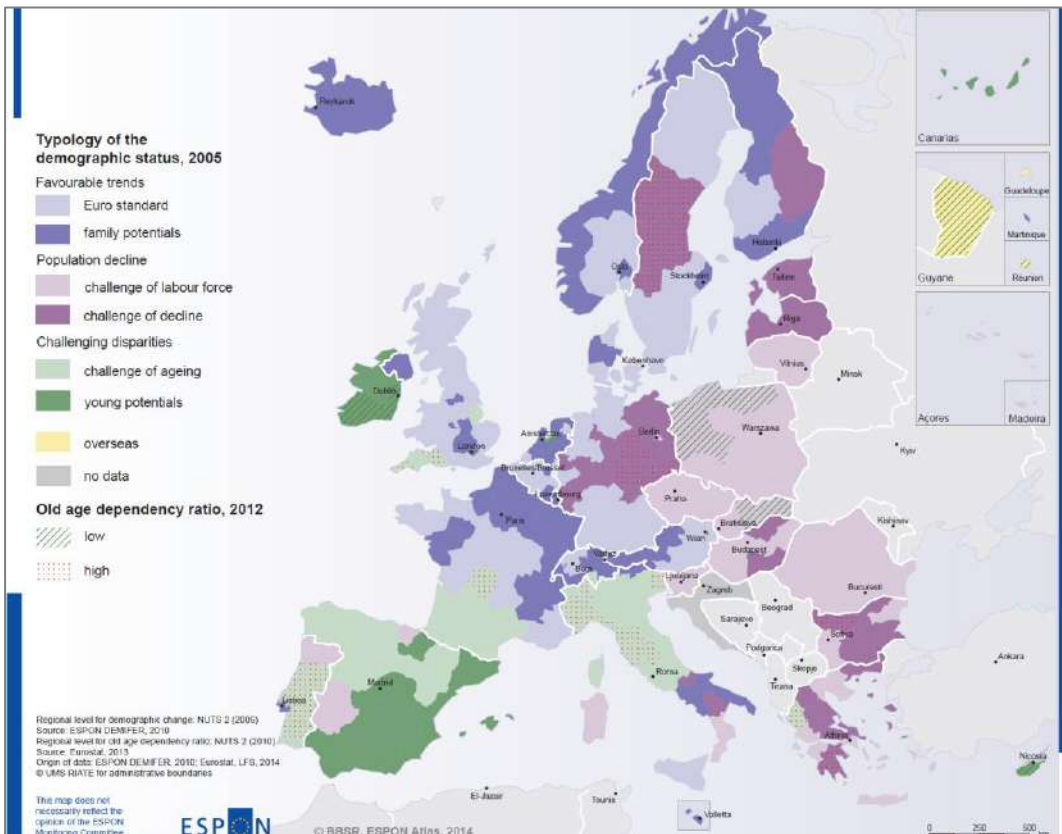 Typology of the
demographic status, 2005
Favourable trends
Euro standard
family potentials
Population decline
challenge of labour force
challenge of decline
Challenging disparities
challenge of ageing
young potentials
overseas
no data
Old age dependency ratio, 2012
low
high
Regional level for demographic change: NUTS 2 (2006)
Source: ESPON DEMIFER, 2010
Regional level for old age dependency ratio: NUTS 2 (2010)
Source: Eurostat, 2013
Origin of data: ESPON DEMIFER, 2010; Eurostat, LFS, 2014
© UMS RIATE for administrative boundaries
This map does not
necessarily reflect the
opinion of the ESPON
Monitoring Committee
ESPON
© BBSR, ESPON Atlas, 2014
Reykjavik
Oslo
Stockholm
Helsinki
Tallinn
Riga
Vilnius
Minsk
København
Dublin
London
Amsterdam
Berlin
Warszawa
Kyiv
Praha
Paris
Bratislava
Wien
Budapest
Kishinev
Vaduz
Bern
Ljubljana
Zagreb
Beograd
Bucuresti
Sarajevo
Podgorica
Skopje
Sofiya
Tirana
Roma
Madrid
Lisboa
Ankara
Athina
Nicosia
El-Jazair
Tounis
Valletta
Canarias
Guadeloupe
Martinique
Guyane
Réunion
Açores
Madeira
0 250 500